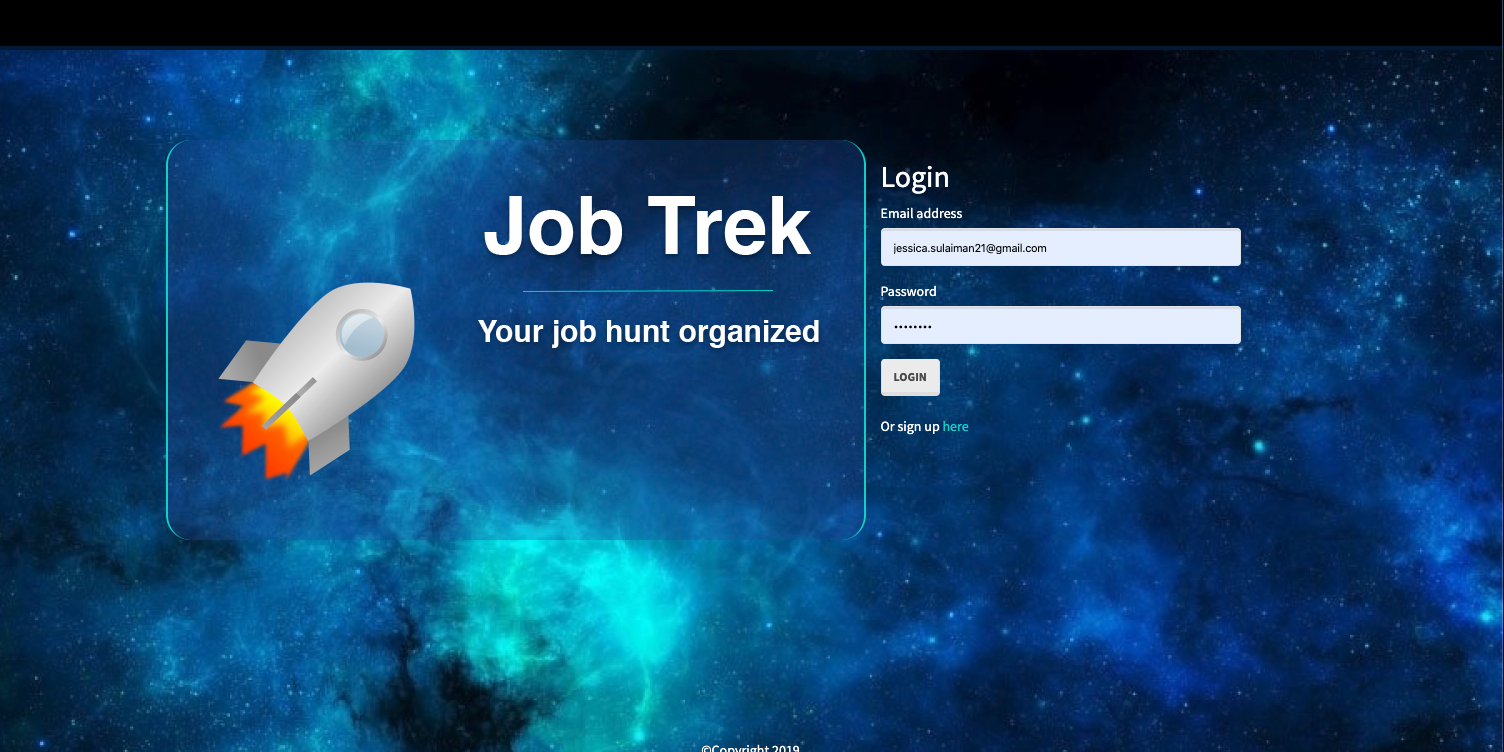 Job Trek
Your job hunt organized
Login
Email address
jessica.sulaiman21@gmail.com
Password
••••••••
LOGIN
Or sign up here
©Copyright 2019